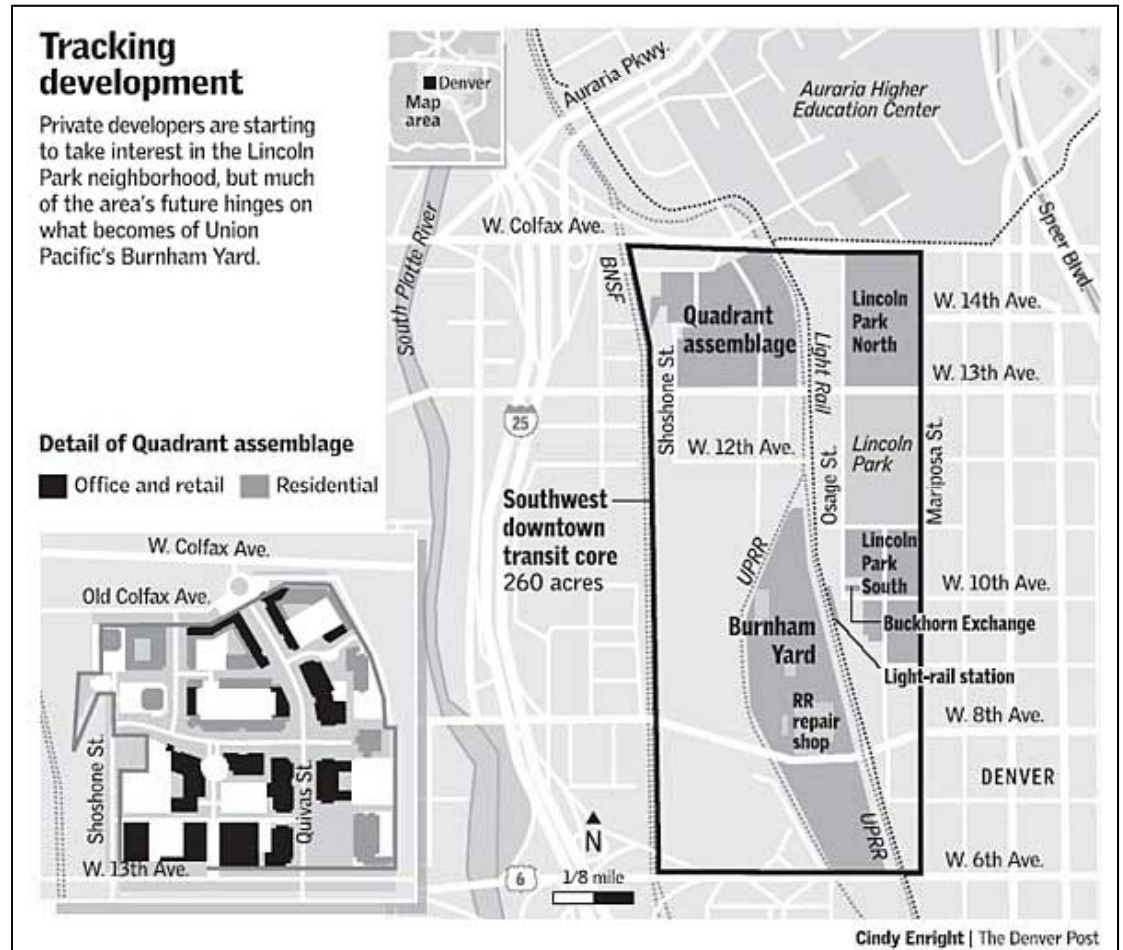 Tracking
development
Private developers are starting
to take interest in the Lincoln
Park neighborhood, but much
of the area's future hinges on
what becomes of Union
Pacific's Burnham Yard.
Denver
Map
area
Auraria Pkwy.
Auraria Higher
Education Center
Speer Blvd.
South Platte River
W. Colfax Ave.
BNSF
Quadrant
assemblage
Light Rail
Lincoln
Park
North
W. 14th Ave.
W. 13th Ave.
Shoshone St.
25
W. 12th Ave.
Osage St.
Lincoln
Park
Mariposa St.
Southwest
downtown
transit core
260 acres
UPRR
Lincoln
Park
South
W. 10th Ave.
Buckhorn Exchange
Burnham
Yard
Light-rail station
RR
repair
shop
W. 8th Ave.
DENVER
UPRR
W. 6th Ave.
N
6
1/8 mile
Detail of Quadrant assemblage
Office and retail
Residential
W. Colfax Ave.
Old Colfax Ave.
Shoshone St.
Quivas St.
W. 13th Ave.
Cindy Enright | The Denver Post